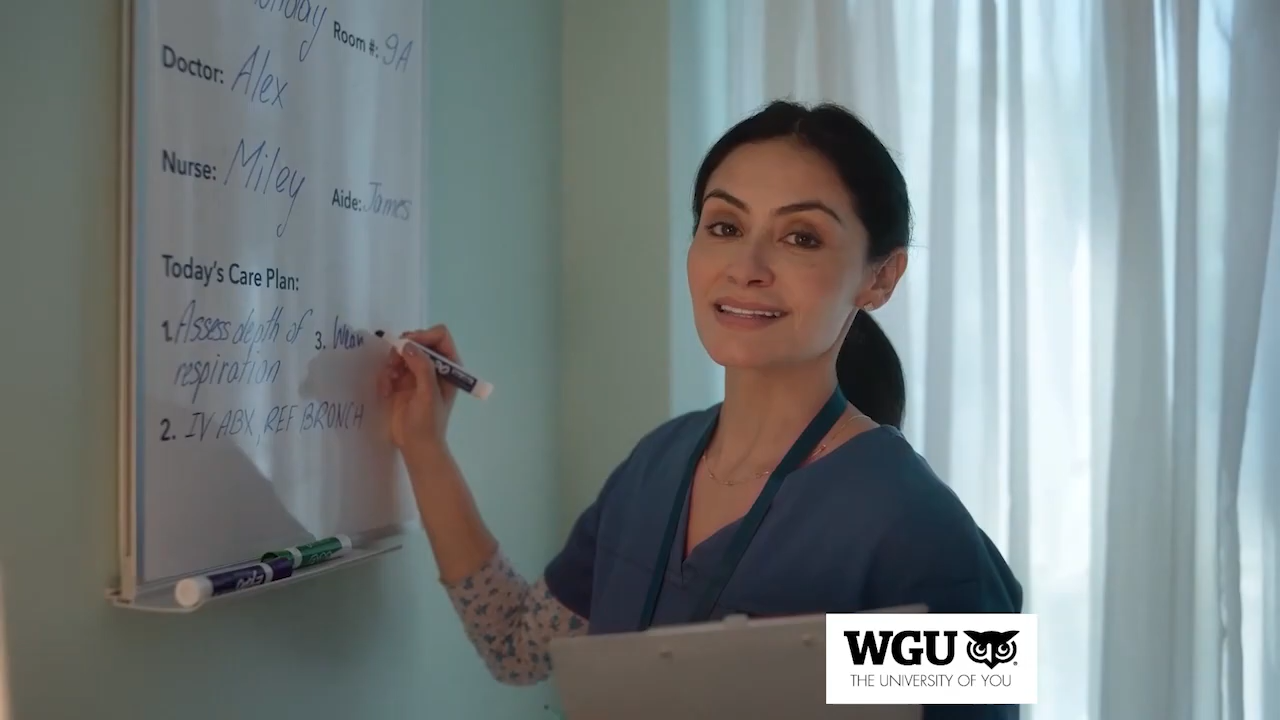 Room #: 9A
Doctor: Alex
Nurse: Miley
Aide: James
Today's Care Plan:
1. Assess depth of
respiration
2. IV ABX, REF BRONCH
3. Wean
WGU
THE UNIVERSITY OF YOU